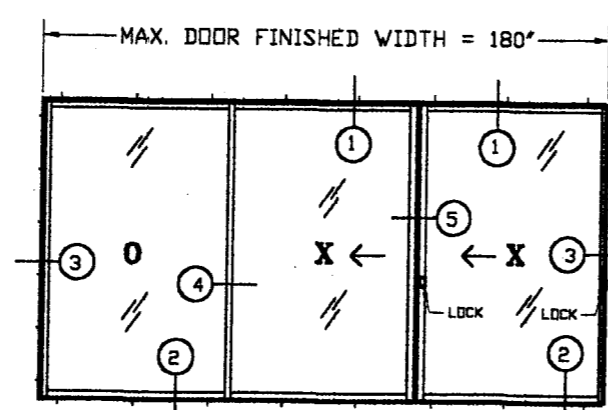 MAX. DOOR FINISHED WIDTH = 180"
1 1
5
3 O X ← ← X 3
4
LOCK LOCK
2 2